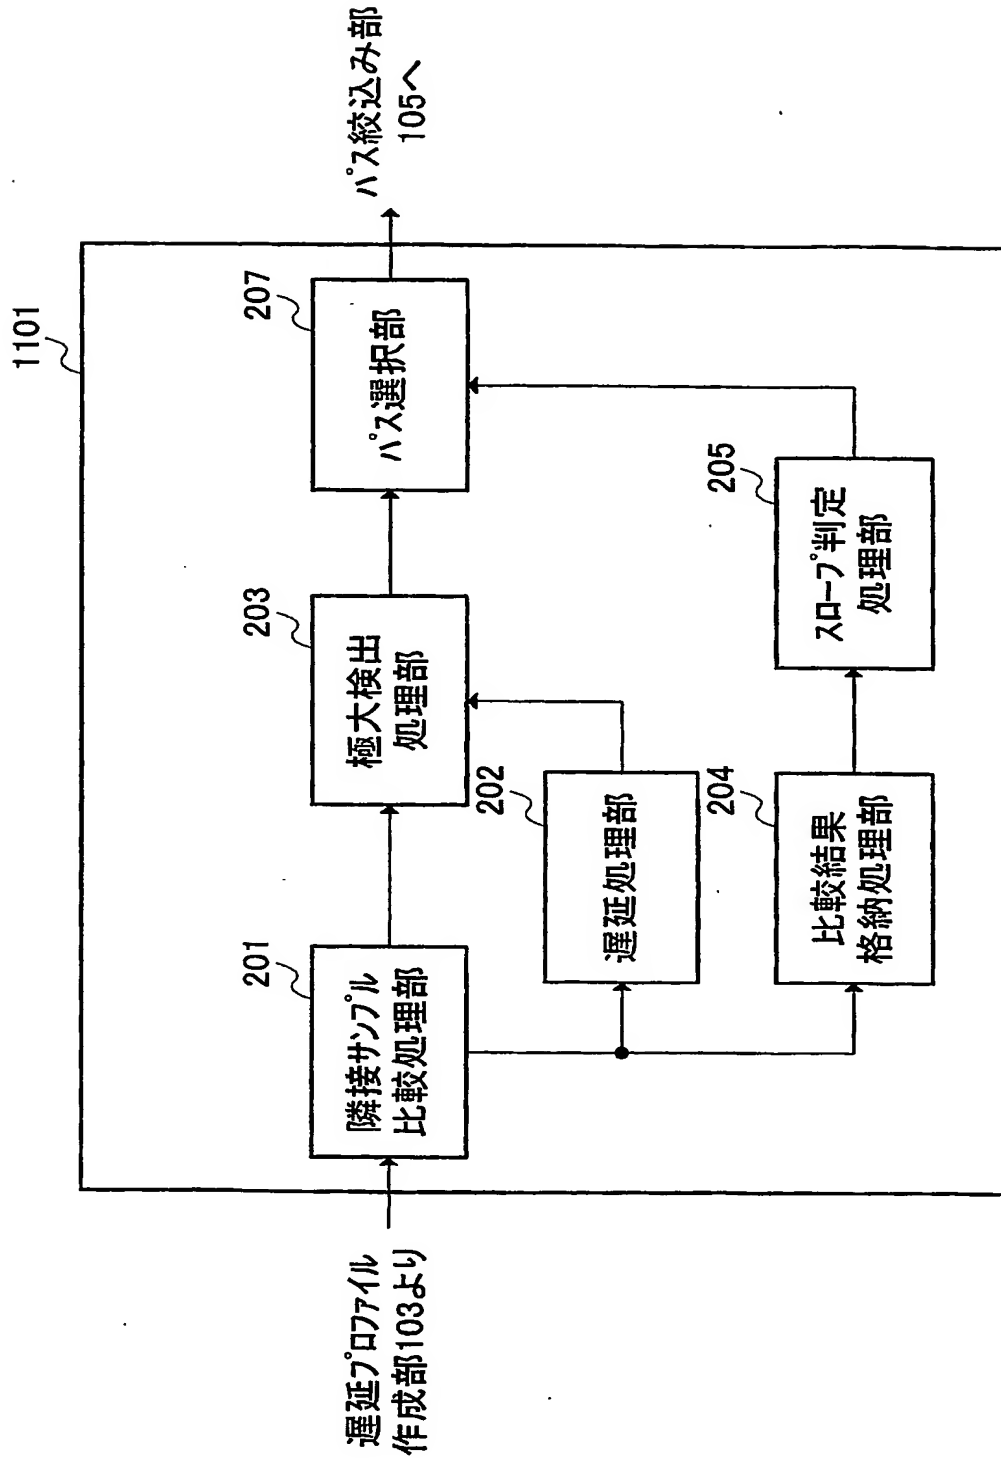 1101
遅延プロファイル
作成部103より
201
隣接サンプル
比較処理部
203
極大検出
処理部
207
パス選択部
パス絞込み部
105へ
202
遅延処理部
204
比較結果
格納処理部
205
スロープ判定
処理部